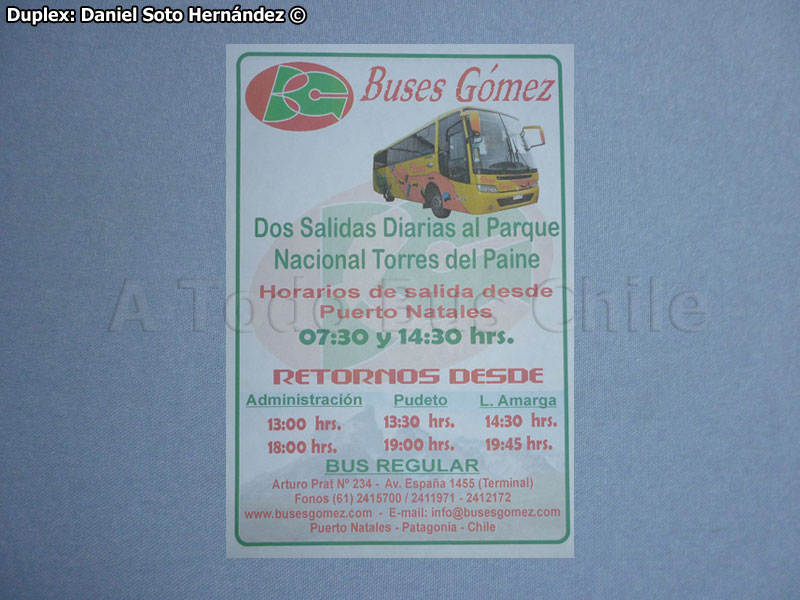 Duplex: Daniel Soto Hernández ©
BG Buses Gómez
Dos Salidas Diarias al Parque
Nacional Torres del Paine
Horarios de salida desde
Puerto Natales
07:30 y 14:30 hrs.
A Todo Bus Chile
RETORNOS DESDE
Administración Pudeto L. Amarga
13:00 hrs. 13:30 hrs. 14:30 hrs.
18:00 hrs. 19:00 hrs. 19:45 hrs.
BUS REGULAR
Arturo Prat Nº 234 - Av. España 1455 (Terminal)
Fonos (61) 2415700 / 2411971 - 2412172
www.busesgomez.com - E-mail: info@busesgomez.com
Puerto Natales - Patagonia - Chile